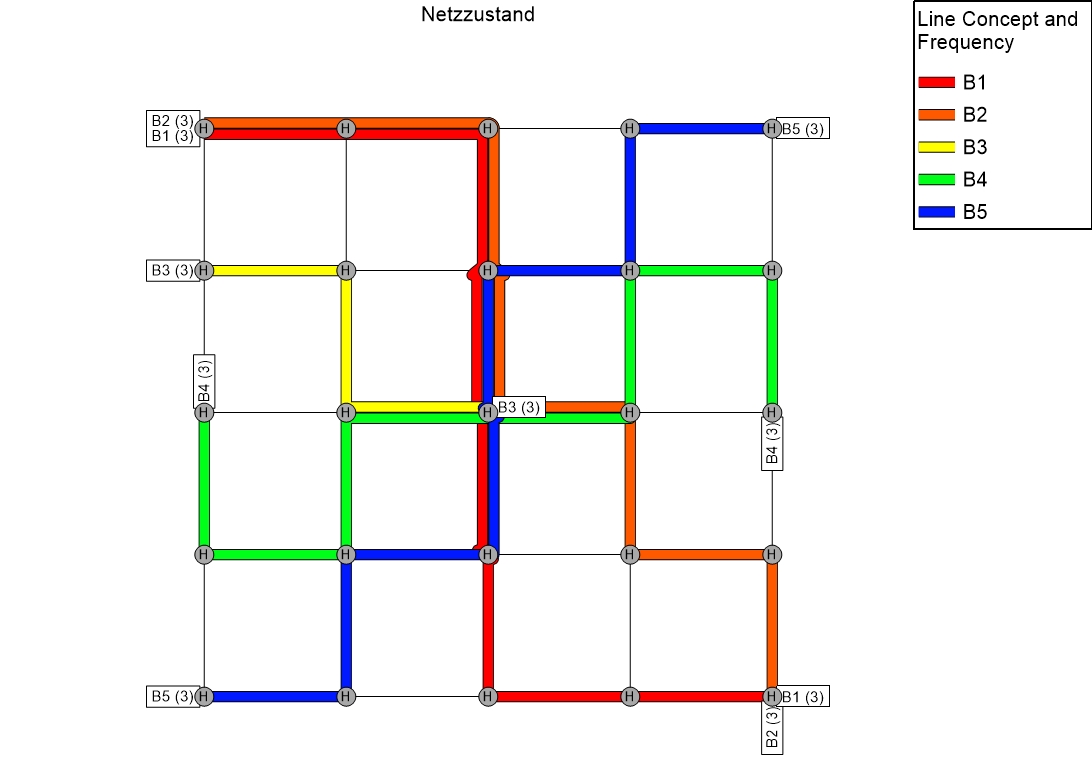 Netzzustand
Line Concept and
Frequency
B1
B2
B3
B4
B5
B2 (3)
B1 (3)
H
H
H
H
H
B5 (3)
B3 (3)
H
H
H
H
H
B4 (3)
H
H
H
B3 (3)
H
H
B4 (3)
H
H
H
H
H
B5 (3)
H
H
H
H
H
B1 (3)
B2 (3)